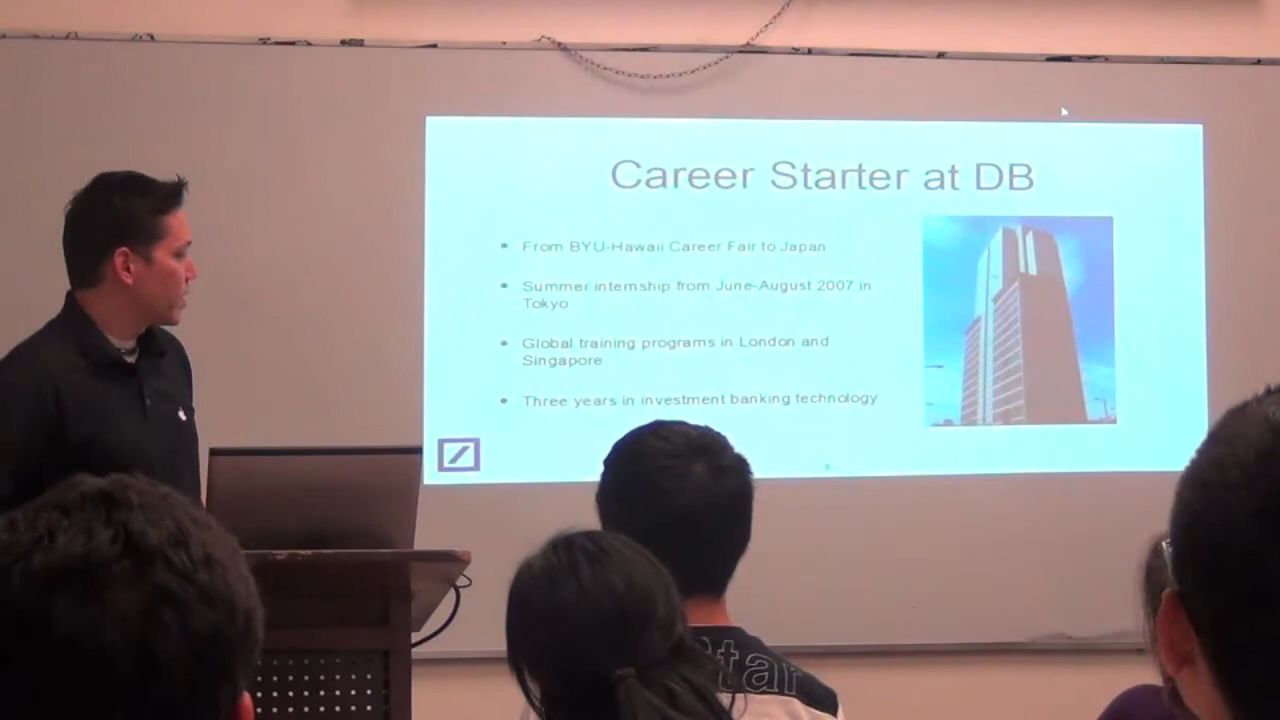 Career Starter at DB
• From BYU-Hawaii Career Fair to Japan
• Summer internship from June-August 2007 in
Tokyo
• Global training programs in London and
Singapore
• Three years in investment banking technology